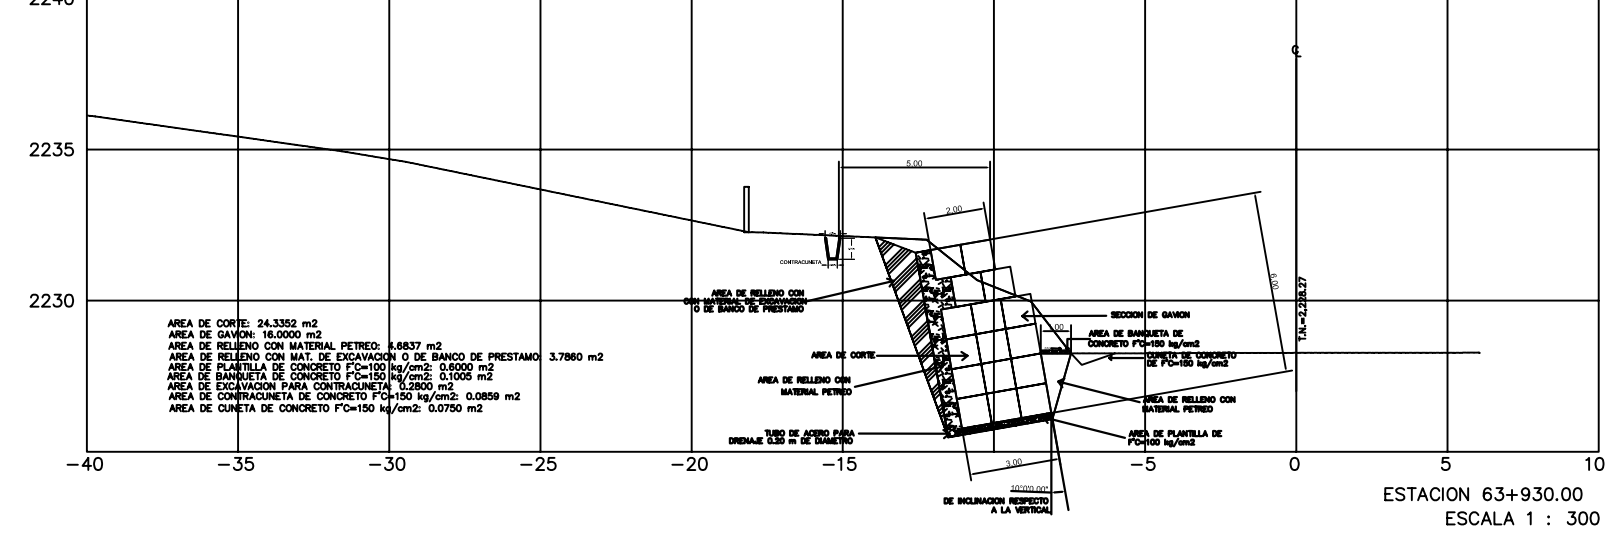 2240
℄
2235
5.00
2.00
CONTRACUNETA
6.00
T.N.=2,228.27
AREA DE RELLENO CON
CON MATERIAL DE EXCAVACION
O DE BANCO DE PRESTAMO
2230
SECCION DE GAVION
AREA DE CORTE: 24.3352 m2
AREA DE GAVION: 16.0000 m2
AREA DE RELLENO CON MATERIAL PETREO: 4.6837 m2
AREA DE RELLENO CON MAT. DE EXCAVACION O DE BANCO DE PRESTAMO: 3.7860 m2
AREA DE PLANTILLA DE CONCRETO F'C=100 kg/cm2: 0.6000 m2
AREA DE BANQUETA DE CONCRETO F'C=150 kg/cm2: 0.1005 m2
AREA DE EXCAVACION PARA CONTRACUNETA: 0.2800 m2
AREA DE CONTRACUNETA DE CONCRETO F'C=150 kg/cm2: 0.0859 m2
AREA DE CUNETA DE CONCRETO F'C=150 kg/cm2: 0.0750 m2
AREA DE BANQUETA DE
CONCRETO F'C=150 kg/cm2
AREA DE CORTE
CUNETA DE CONCRETO
DE F'C=150 kg/cm2
AREA DE RELLENO CON
MATERIAL PETREO
AREA DE RELLENO CON
MATERIAL PETREO
TUBO DE ACERO PARA
DRENAJE 0.20 m DE DIAMETRO
AREA DE PLANTILLA DE
F'C=100 kg/cm2
-40 -35 -30 -25 -20 -15 -5 0 5 10
3.00
10°0'0.00"
DE INCLINACION RESPECTO
A LA VERTICAL
ESTACION 63+930.00
ESCALA 1 : 300